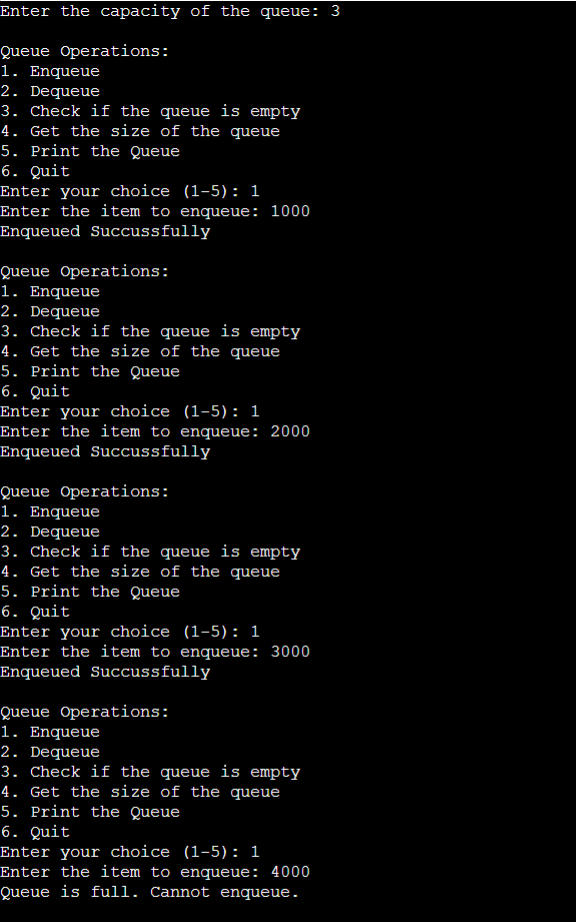 Enter the capacity of the queue: 3
Queue Operations:
1. Enqueue
2. Dequeue
3. Check if the queue is empty
4. Get the size of the queue
5. Print the Queue
6. Quit
Enter your choice (1-5): 1
Enter the item to enqueue: 1000
Enqueued Succussfully
Queue Operations:
1. Enqueue
2. Dequeue
3. Check if the queue is empty
4. Get the size of the queue
5. Print the Queue
6. Quit
Enter your choice (1-5): 1
Enter the item to enqueue: 2000
Enqueued Succussfully
Queue Operations:
1. Enqueue
2. Dequeue
3. Check if the queue is empty
4. Get the size of the queue
5. Print the Queue
6. Quit
Enter your choice (1-5): 1
Enter the item to enqueue: 3000
Enqueued Succussfully
Queue Operations:
1. Enqueue
2. Dequeue
3. Check if the queue is empty
4. Get the size of the queue
5. Print the Queue
6. Quit
Enter your choice (1-5): 1
Enter the item to enqueue: 4000
Queue is full. Cannot enqueue.